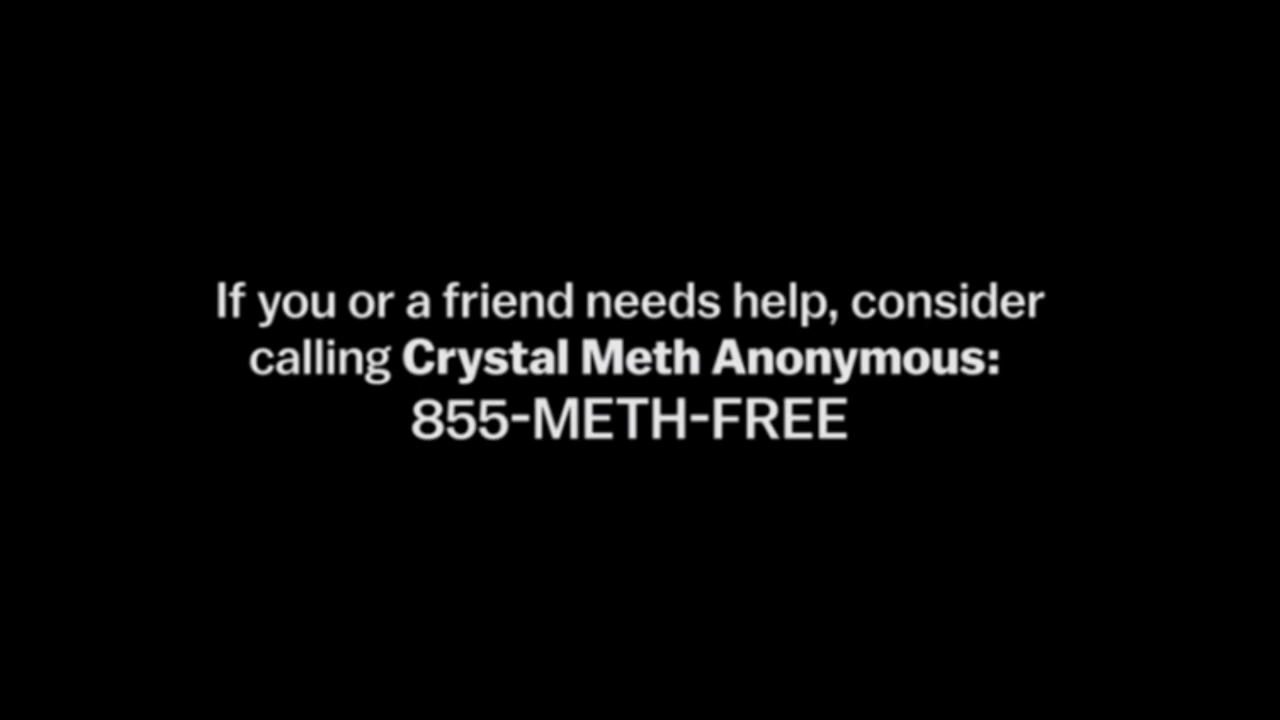 If you or a friend needs help, consider
calling Crystal Meth Anonymous:
855-METH-FREE